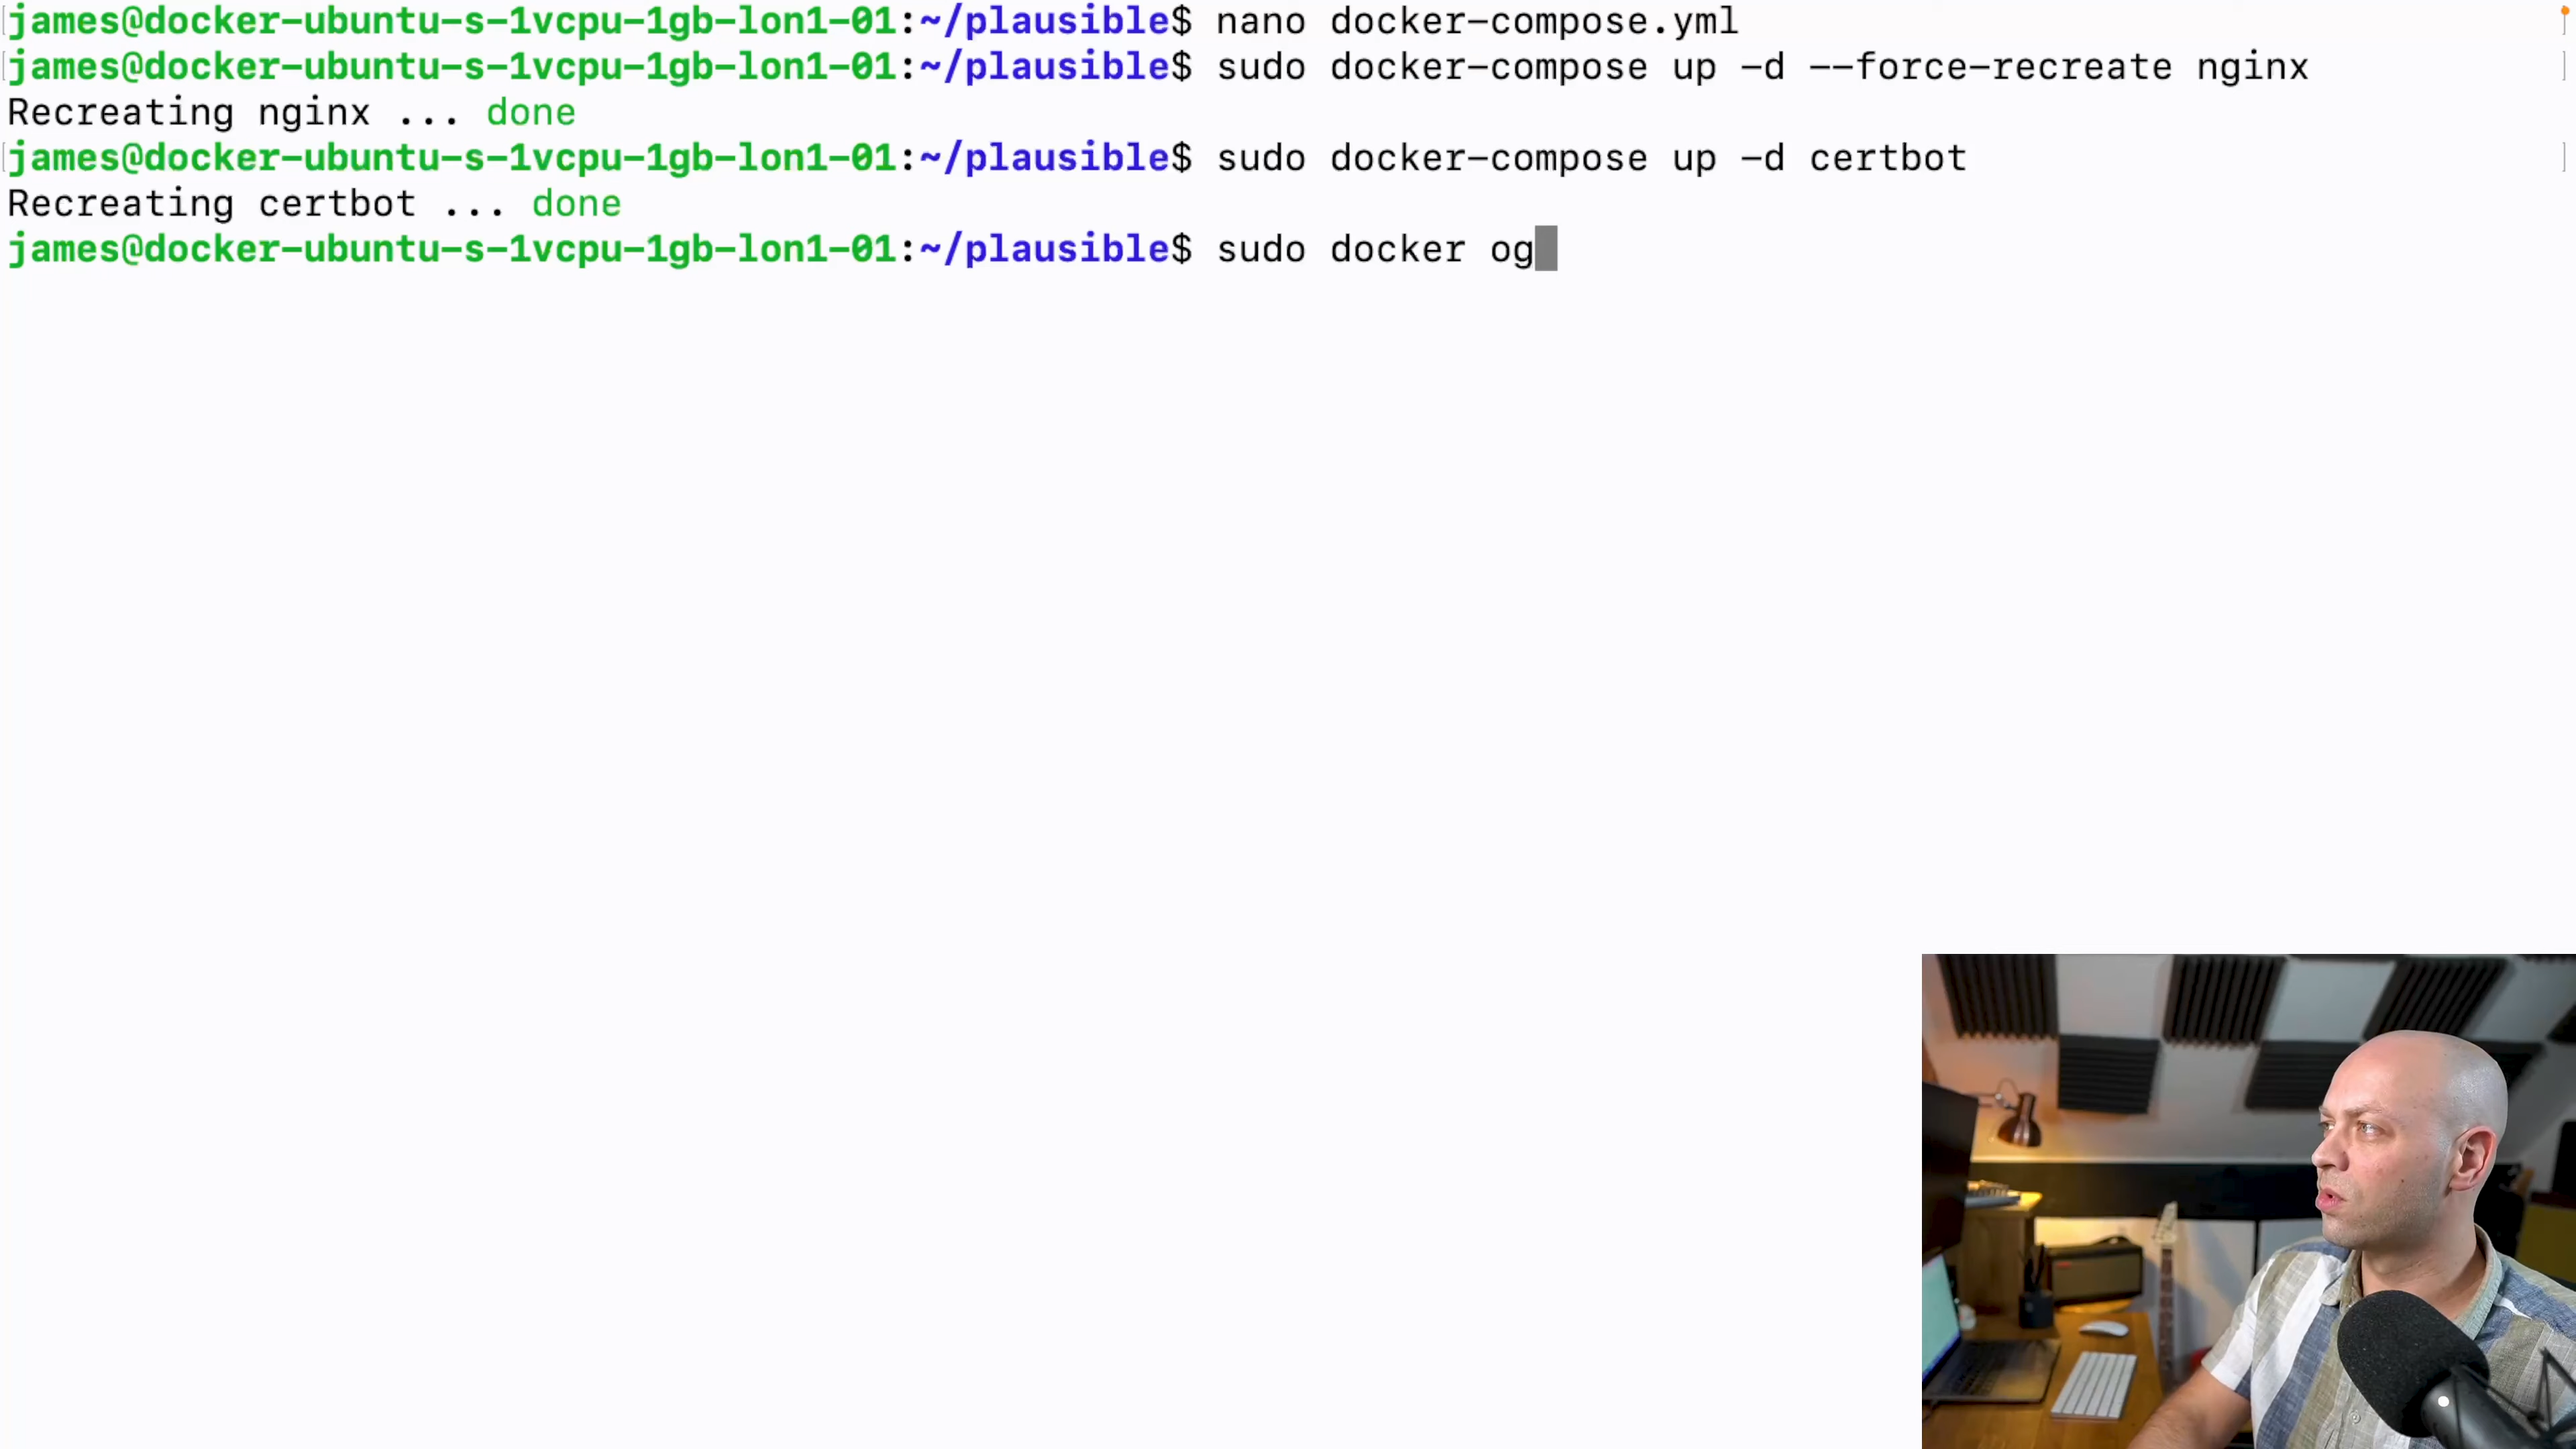 james@docker-ubuntu-s-1vcpu-1gb-lon1-01:~/plausible$ nano docker-compose.yml
james@docker-ubuntu-s-1vcpu-1gb-lon1-01:~/plausible$ sudo docker-compose up -d --force-recreate nginx
Recreating nginx ... done
james@docker-ubuntu-s-1vcpu-1gb-lon1-01:~/plausible$ sudo docker-compose up -d certbot
Recreating certbot ... done
james@docker-ubuntu-s-1vcpu-1gb-lon1-01:~/plausible$ sudo docker og